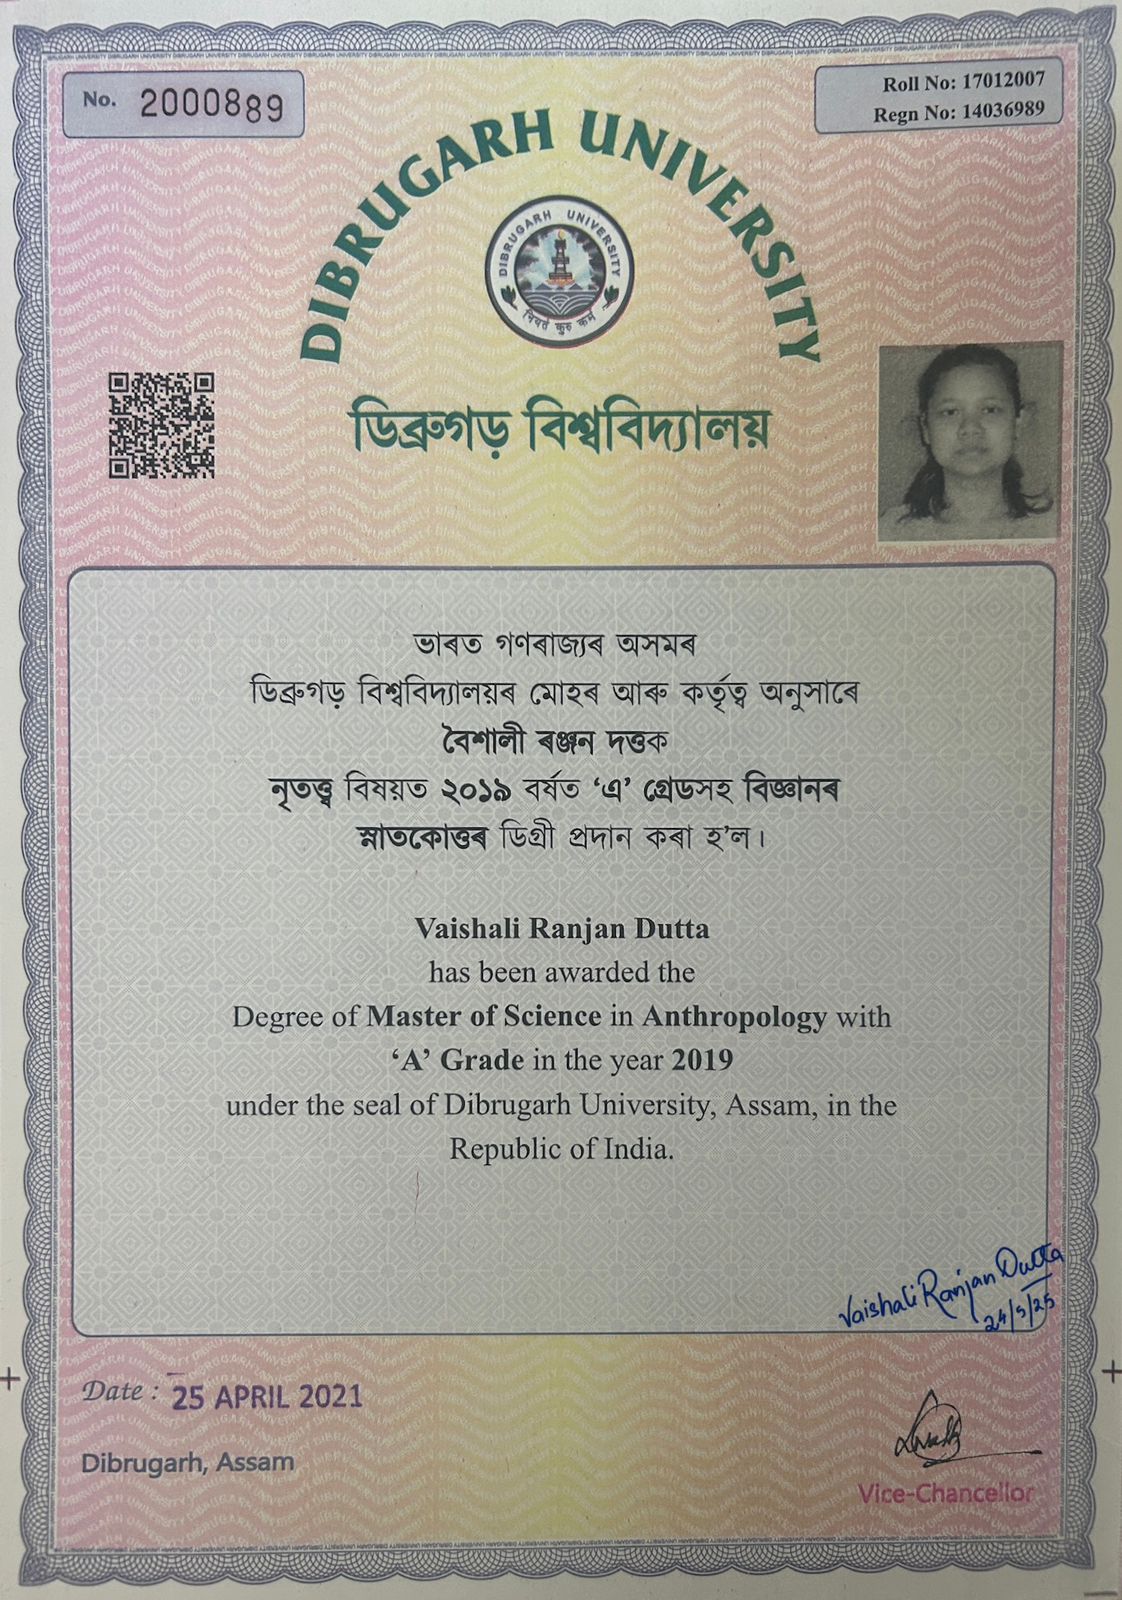 No. 2000889
Roll No: 17012007
Regn No: 14036989
DIBRUGARH UNIVERSITY
DIBRUGARH UNIVERSITY
नियतं कुरु कर्म
ডিব্ৰুগড় বিশ্ববিদ্যালয়
ভাৰত গণৰাজ্যৰ অসমৰ
ডিব্ৰুগড় বিশ্ববিদ্যালয়ৰ মোহৰ আৰু কৰ্তৃত্ব অনুসাৰে
বৈশালী ৰঞ্জন দত্তক
নৃতত্ত্ব বিষয়ত ২০১৯ বৰ্ষত ‘এ’ গ্ৰেডসহ বিজ্ঞানৰ
স্নাতকোত্তৰ ডিগ্ৰী প্ৰদান কৰা হ’ল।
Vaishali Ranjan Dutta
has been awarded the
Degree of Master of Science in Anthropology with
‘A’ Grade in the year 2019
under the seal of Dibrugarh University, Assam, in the
Republic of India.
Vaishali Ranjan Dutta
24/5/25
Date : 25 APRIL 2021
Dibrugarh, Assam
Vice-Chancellor